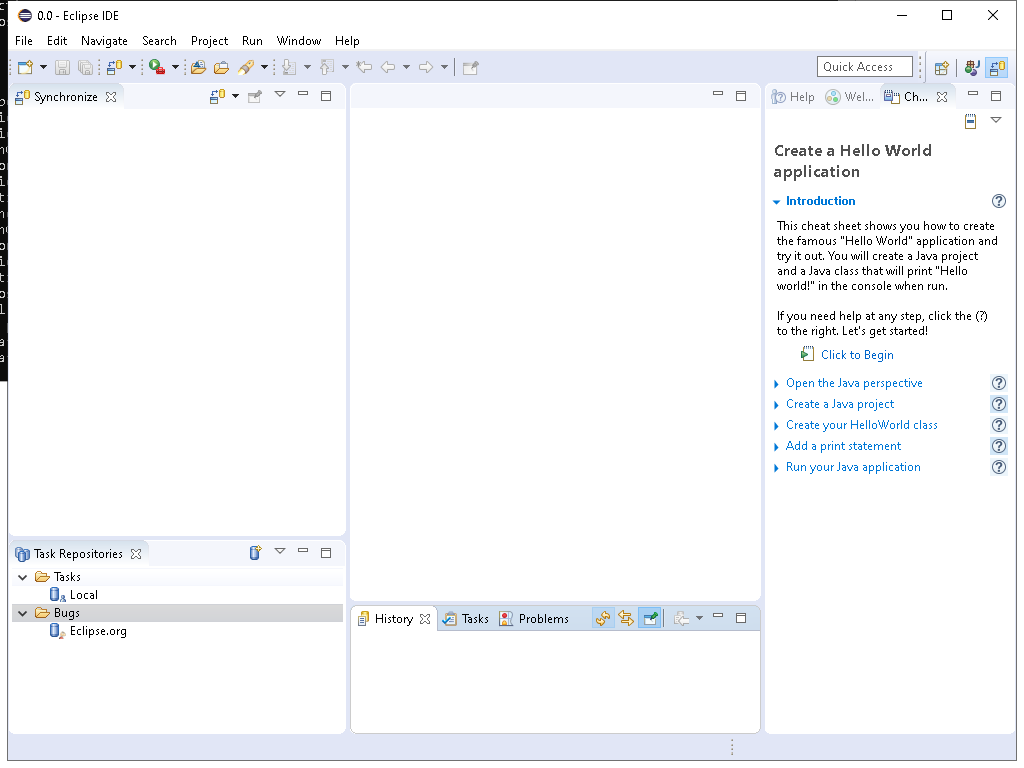 0.0 - Eclipse IDE
File Edit Navigate Search Project Run Window Help
Quick Access
Synchronize
Help Wel... Ch...
Create a Hello World
application
Introduction
This cheat sheet shows you how to create
the famous "Hello World" application and
try it out. You will create a Java project
and a Java class that will print "Hello
world!" in the console when run.
If you need help at any step, click the (?)
to the right. Let's get started!
Click to Begin
Open the Java perspective
Create a Java project
Create your HelloWorld class
Add a print statement
Run your Java application
Task Repositories
Tasks
Local
Bugs
Eclipse.org
History Tasks Problems